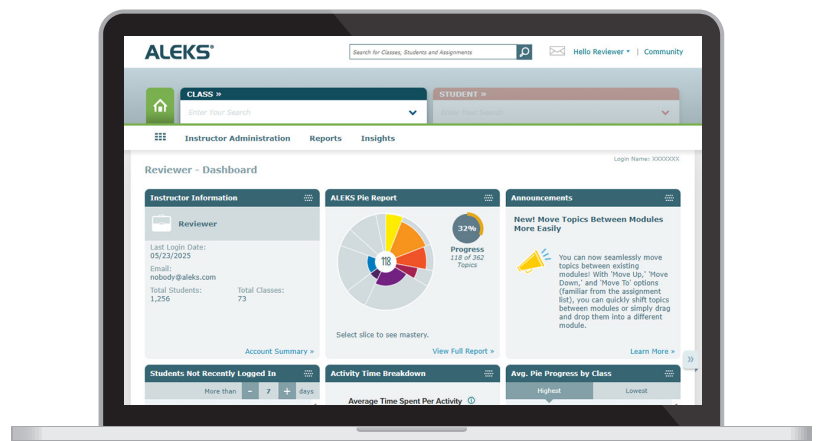 ALEKS®
Search for Classes, Students and Assignments
Hello Reviewer
|
Community
CLASS »
STUDENT »
Enter Your Search
Enter Your Search
Instructor Administration
Reports
Insights
Login Name: XXXXXXX
Reviewer - Dashboard
Instructor Information
Reviewer
Last Login Date:
05/23/2025
Email:
nobody@aleks.com
Total Students:
Total Classes:
1,256
73
Account Summary »
ALEKS Pie Report
118
32%
Progress
118 of 362
Topics
Select slice to see mastery.
View Full Report »
Announcements
New! Move Topics Between Modules
More Easily
You can now seamlessly move
topics between existing
modules! With 'Move Up,' 'Move
Down,' and 'Move To' options
(familiar from the assignment
list), you can quickly shift topics
between modules or simply drag
and drop them into a different
module.
Learn More »
»
Students Not Recently Logged In
More than
−
7
+
days
Activity Time Breakdown
Average Time Spent Per Activity
Avg. Pie Progress by Class
Highest
Lowest